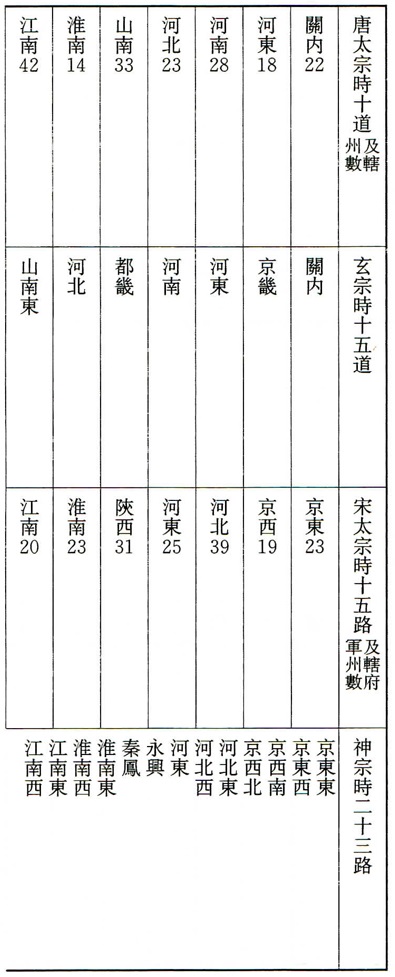 唐太宗時十道及轄州數
關内22
河東18
河南28
河北23
山南33
淮南14
江南42
玄宗時十五道
關内
京畿
河東
河南
都畿
河北
山南東
宋太宗時十五路及轄府軍州數
京東23
京西19
河北39
河東25
陝西31
淮南23
江南20
神宗時二十三路
京東東
京東西
京西南
京西北
河北東
河北西
河東
永興
秦鳳
淮南東
淮南西
江南東
江南西